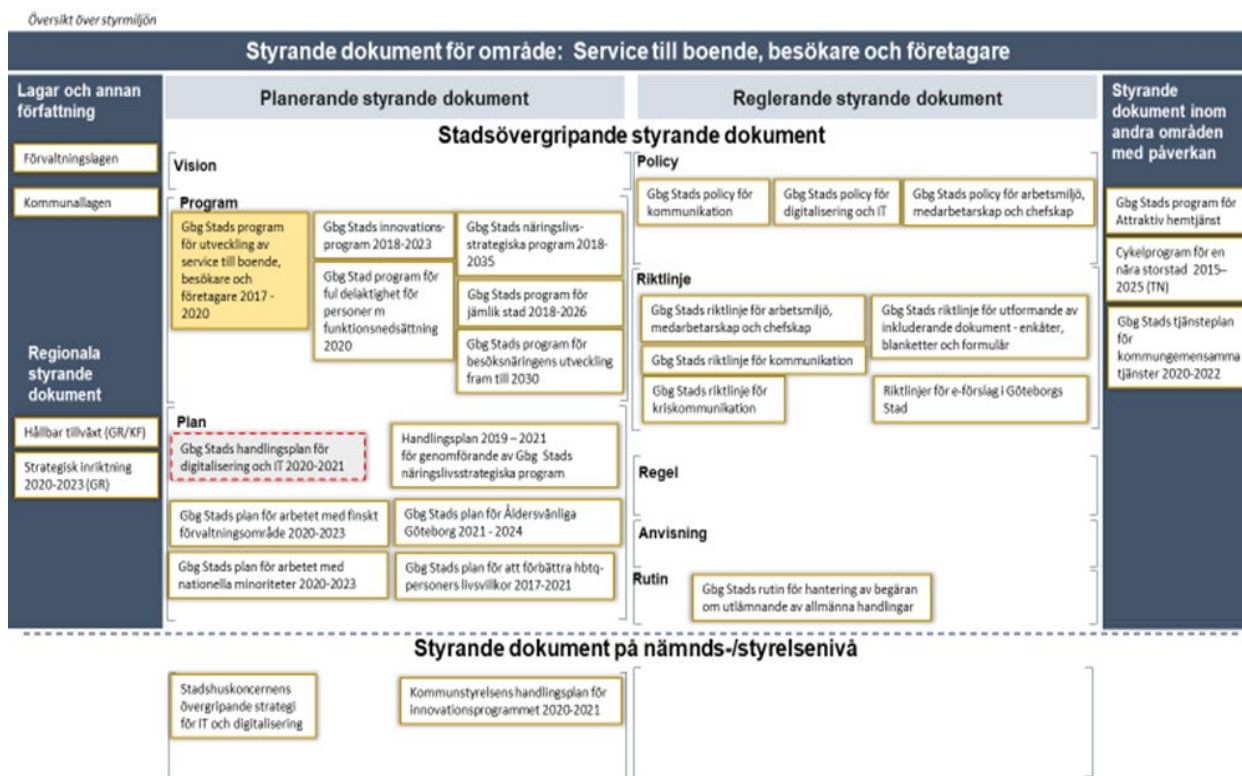 Översikt över styrmiljön
Styrande dokument för område: Service till boende, besökare och företagare
Lagar och annan
författning
Förvaltningslagen
Kommunallagen
Regionala
styrande
dokument
Hållbar tillväxt (GR/KF)
Strategisk inriktning
2020-2023 (GR)
Planerande styrande dokument
Reglerande styrande dokument
Stadsövergripande styrande dokument
Vision
Program
Gbg Stads program
för utveckling av
service till boende,
besökare och
företagare 2017 -
2020
Gbg Stads innovations-
program 2018-2023
Gbg Stad program för
ful delaktighet för
personer m
funktionsnedsättning
2020
Gbg Stads näringslivs-
strategiska program 2018-
2035
Gbg Stads program för
jämlik stad 2018-2026
Gbg Stads program för
besöksnäringens utveckling
fram till 2030
Plan
Gbg Stads handlingsplan för
digitalisering och IT 2020-2021
Handlingsplan 2019 – 2021
för genomförande av Gbg Stads
näringslivsstrategiska program
Gbg Stads plan för arbetet med finskt
förvaltningsområde 2020-2023
Gbg Stads plan för Åldersvänliga
Göteborg 2021 - 2024
Gbg Stads plan för arbetet med
nationella minoriteter 2020-2023
Gbg Stads plan för att förbättra hbtq-
personers livsvillkor 2017-2021
Policy
Gbg Stads policy för
kommunikation
Gbg Stads policy för
digitalisering och IT
Gbg Stads policy för arbetsmiljö,
medarbetarskap och chefskap
Riktlinje
Gbg Stads riktlinje för arbetsmiljö,
medarbetarskap och chefskap
Gbg Stads riktlinje för utformande av
inkluderande dokument - enkäter,
blanketter och formulär
Gbg Stads riktlinje för kommunikation
Gbg Stads riktlinje för
kriskommunikation
Riktlinjer för e-förslag i Göteborgs
Stad
Regel
Anvisning
Rutin
Gbg Stads rutin för hantering av begäran
om utlämnande av allmänna handlingar
Styrande
dokument inom
andra områden
med påverkan
Gbg Stads program för
Attraktiv hemtjänst
Cykelprogram för en
nära storstad 2015–
2025 (TN)
Gbg Stads tjänsteplan
för
kommungemensamma
tjänster 2020-2022
Styrande dokument på nämnds-/styrelsenivå
Stadshuskoncernens
övergripande strategi
för IT och digitalisering
Kommunstyrelsens handlingsplan för
innovationsprogrammet 2020-2021